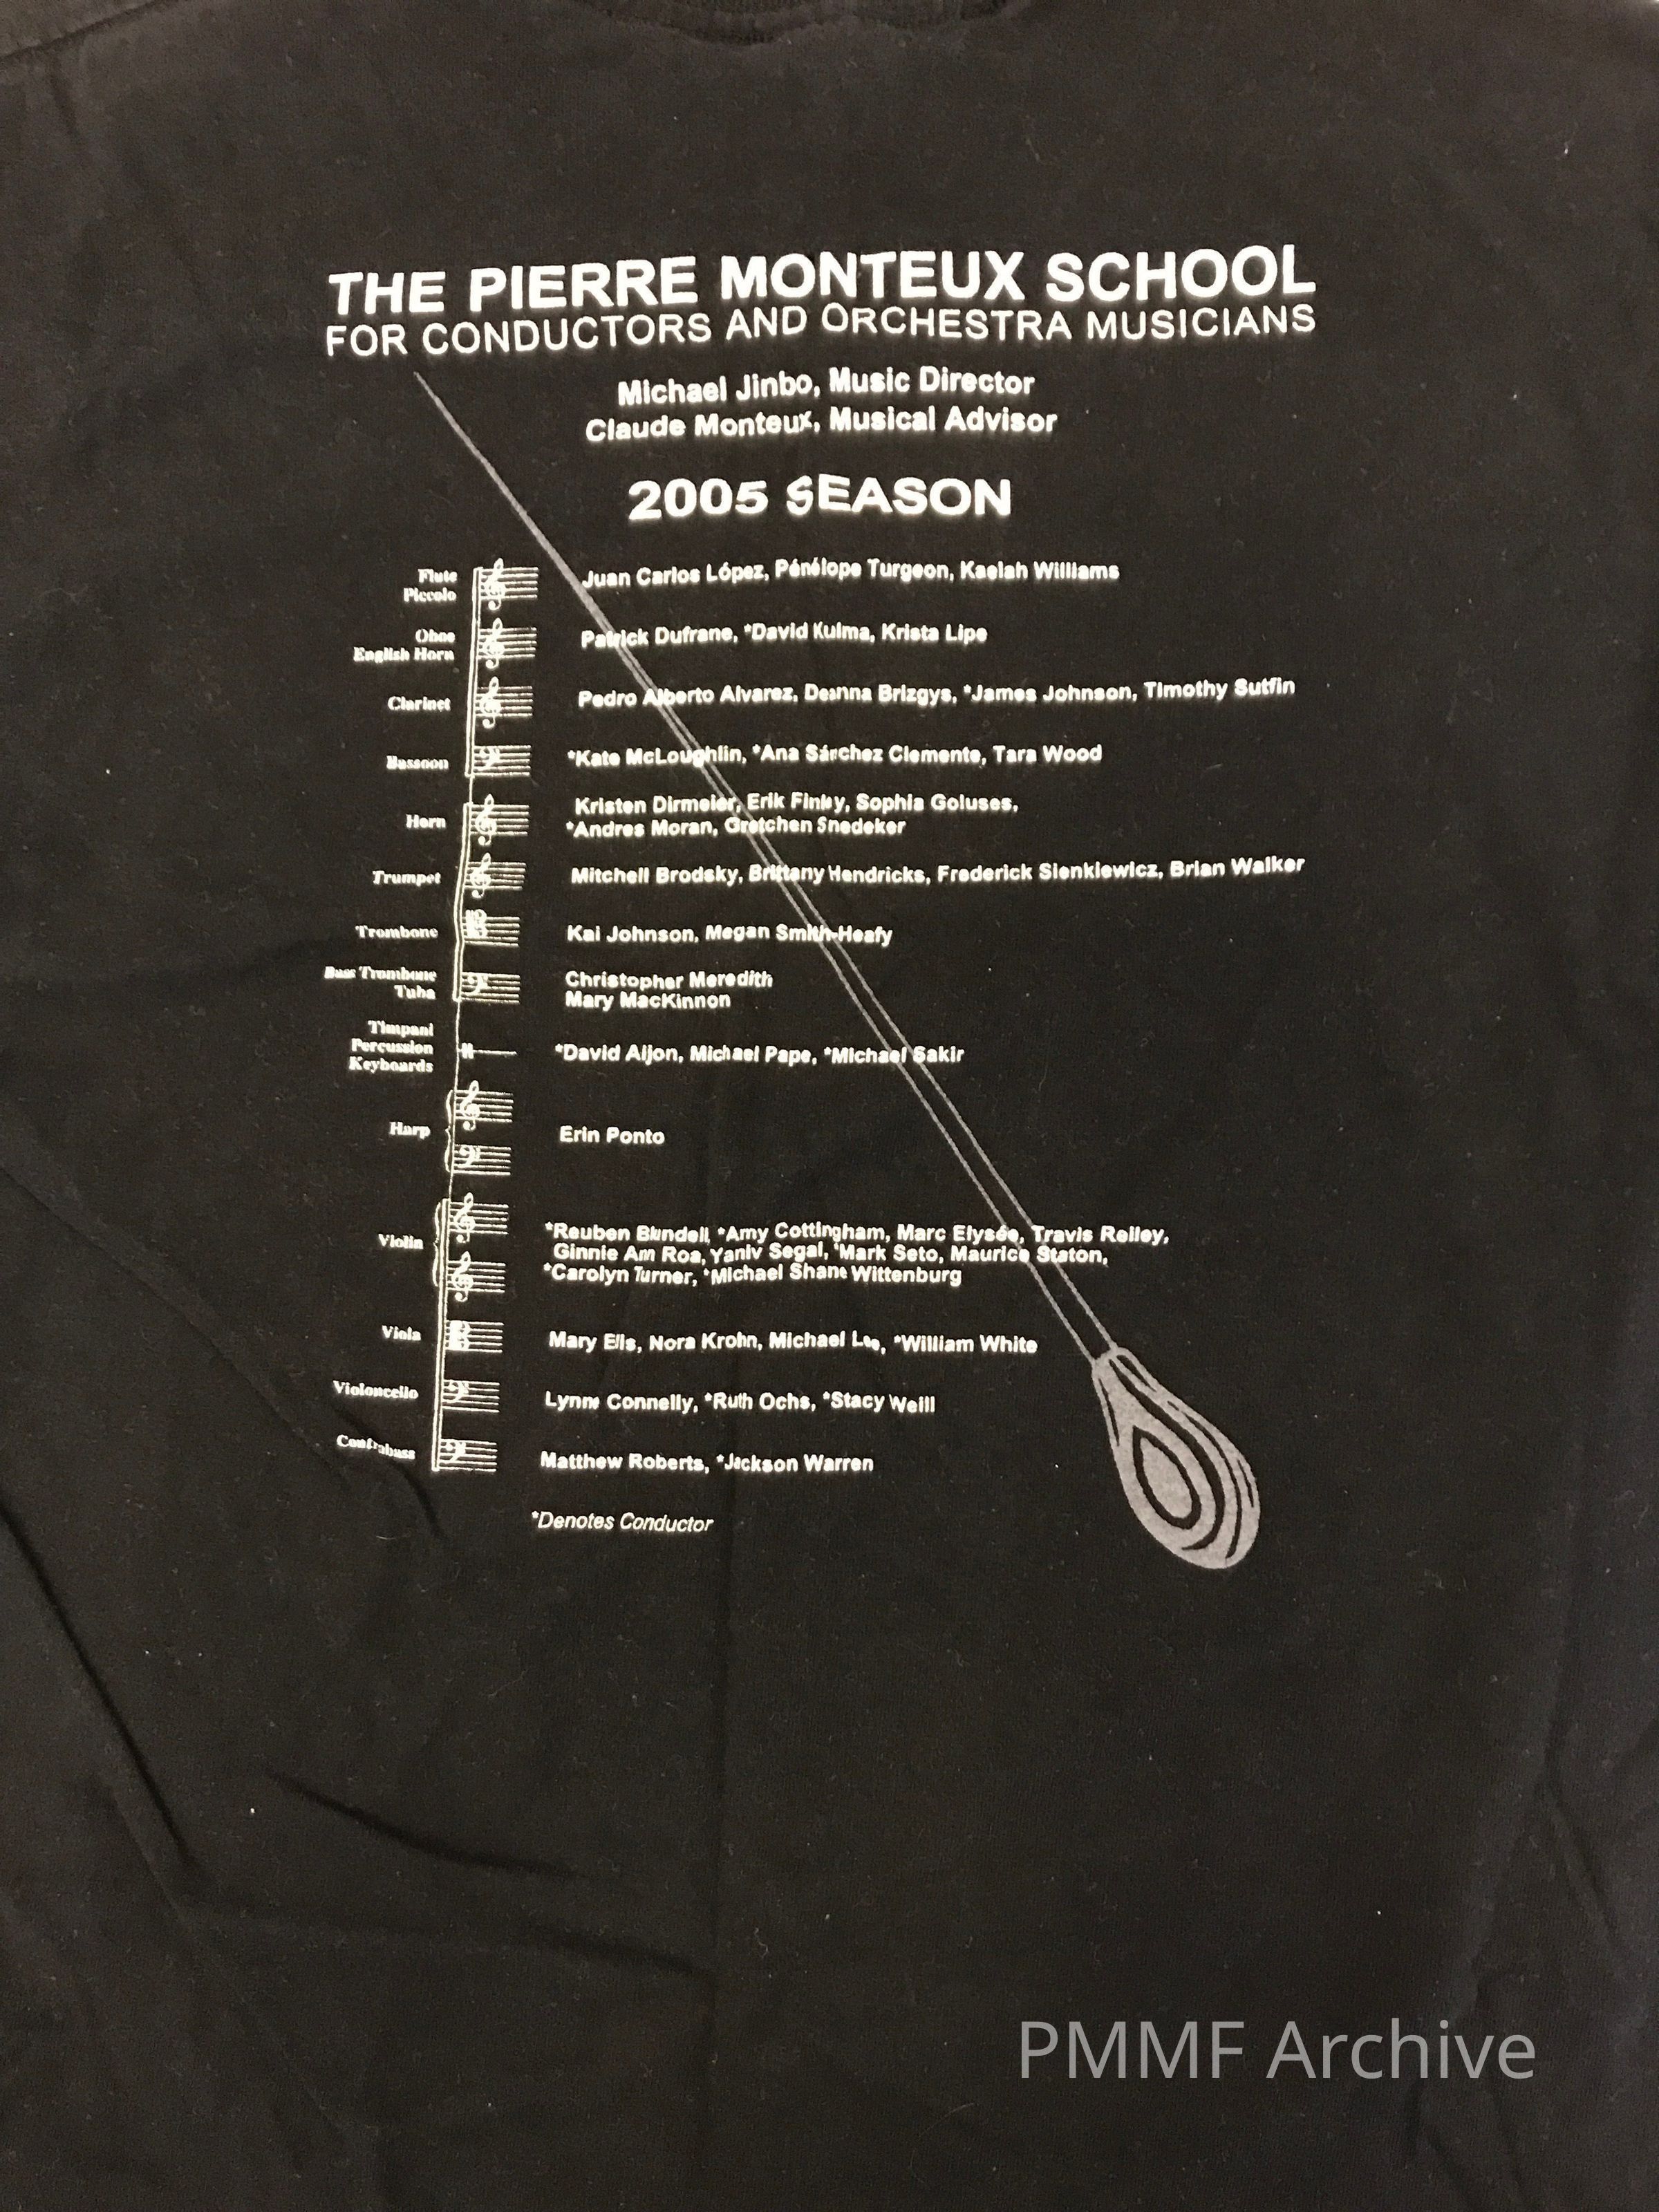 THE PIERRE MONTEUX SCHOOL
FOR CONDUCTORS AND ORCHESTRA MUSICIANS
Michael Jinbo, Music Director
Claude Monteux, Musical Advisor
2005 SEASON
Flute
Piccolo
Juan Carlos López, Pénélope Turgeon, Kaelah Williams
Oboe
English Horn
Patrick Dufrane, *David Kulma, Krista Lipe
Clarinet
Pedro Alberto Alvarez, Deanna Brizgys, *James Johnson, Timothy Sutfin
Bassoon
*Kate McLoughlin, *Ana Sánchez Clemente, Tara Wood
Horn
Kristen Dirmeier, Erik Finley, Sophia Goluses,
*Andres Moran, Gretchen Snedeker
Trumpet
Mitchell Brodsky, Brittany Hendricks, Frederick Sienkiewicz, Brian Walker
Trombone
Kai Johnson, Megan Smith-Heafy
Bass Trombone
Tuba
Christopher Meredith
Mary MacKinnon
Timpani
Percussion
Keyboards
*David Aijon, Michael Pape, *Michael Sakir
Harp
Erin Ponto
Violin
*Reuben Blundell, *Amy Cottingham, Marc Elysée, Travis Relley,
Ginnie Ann Roa, Yaniv Segal, *Mark Seto, Maurice Staton,
*Carolyn Turner, *Michael Shane Wittenburg
Viola
Mary Ells, Nora Krohn, Michael Lee, *William White
Violoncello
Lynne Connelly, *Ruth Ochs, *Stacy Weill
Contrabass
Matthew Roberts, *Jackson Warren
*Denotes Conductor
PMMF Archive